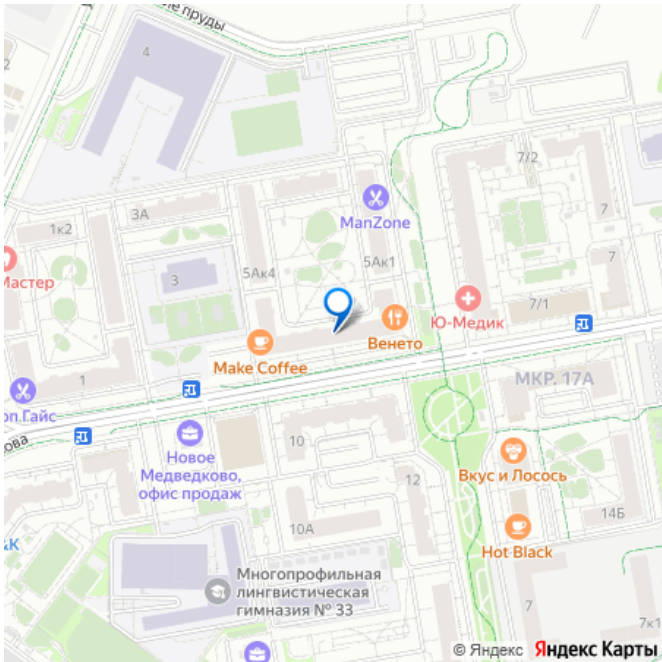 ле пруды
4
7/2
3А
ManZone
1к2
7
5Ак4
5Ак1
Мастер
3
7
Ю-Медик
7/1
Венето
Make Coffee
МКР. 17А
1
оп.Гайс
ова
Новое
Медведково,
офис продаж
10
12
Вкус и Лосось
10А
14Б
&К
Hot Black
Многопрофильная
лингвистическая
гимназия № 33
7
7к1
© Яндекс Яндекс Карты